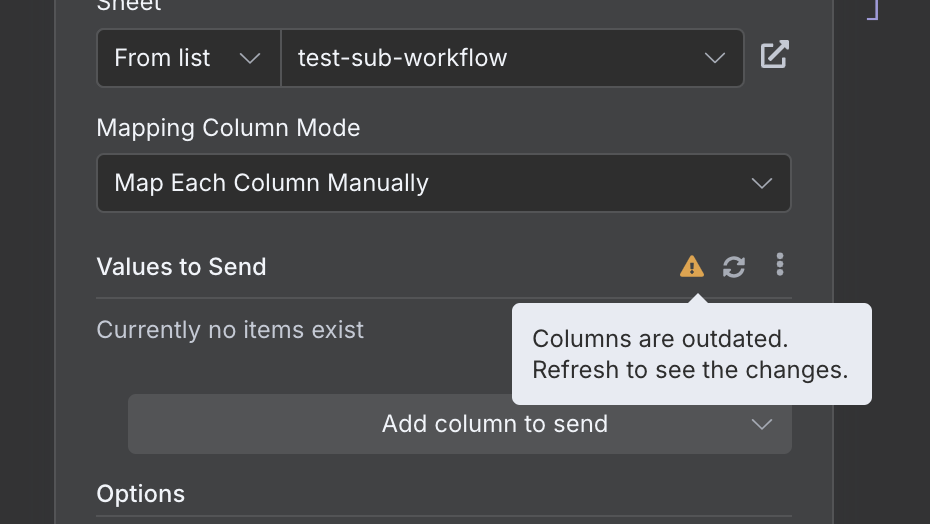 Sheet
]
From list
test-sub-workflow
Mapping Column Mode
Map Each Column Manually
Values to Send
Currently no items exist
Columns are outdated.
Refresh to see the changes.
Add column to send
Options